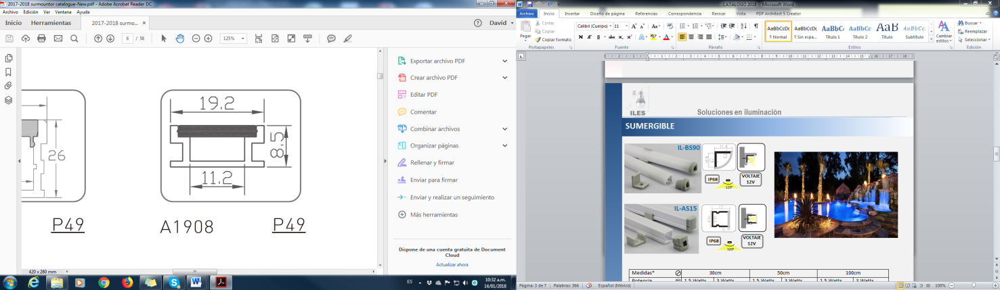 2017-2018 surmountor catalogue-New.pdf - Adobe Acrobat Reader DC
Archivo Edición Ver Ventana Ayuda
Inicio Herramientas 2017-2018 surmo... × ? David
6 / 58 125%
19.2
8.5
11.2
26
P49 A1908 P49
420 x 280 mm
Exportar archivo PDF
Crear archivo PDF
Editar PDF
Comentar
Combinar archivos
Organizar páginas
Rellenar y firmar
Enviar para firmar
Enviar y realizar un seguimiento
Más herramientas
Dispone de una cuenta gratuita de Document
Cloud
Actualizar ahora
ES 10:32 a.m.
14/01/2018
CATALOGO 2018 - Microsoft Word
Archivo Inicio Insertar Diseño de página Referencias Correspondencia Revisar Vista PDF Architect 5 Creator
Pegar
Cortar
Copiar
Copiar formato
Portapapeles
Calibri (Cuerpo) 11
N K S abc x₂ x²
Fuente
Párrafo
AaBbCcDc AaBbCcDc AaBbC AaBbCc AaB AaBbCc.
¶ Normal ¶ Sin espa... Título 1 Título 2 Título Subtítulo
Cambiar
estilos
Estilos
Buscar
Reemplazar
Seleccionar
Edición
ILES
Soluciones en iluminación
SUMERGIBLE
IL-BS90
11.4
IP68
120º
VOLTAJE
12V
IL-AS15
IP68
120º
VOLTAJE
12V
Medidas* 30cm 50cm 100cm
Potencia 1.5 Watts 3 Watts 1.5 Watts 3 Watts 1.5 Watts 3 Watts
Página: 3 de 7 Palabras: 366 Español (México) 100%